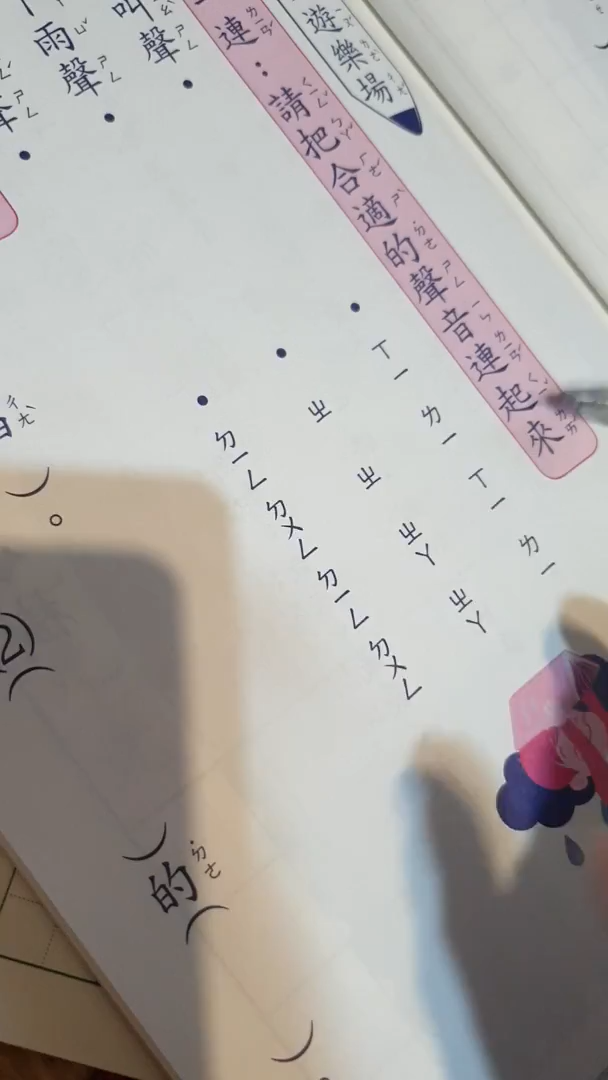 遊樂場
連：請把合適的聲音連起來
叫聲
雨聲
聲
ㄒㄧ ㄌㄧ ㄒㄧ ㄌㄧ
ㄓ ㄓ ㄓㄚ ㄓㄚ
ㄉㄧㄥ ㄉㄨㄥ ㄉㄧㄥ ㄉㄨㄥ
（
）。
(2)
（
）的（
）